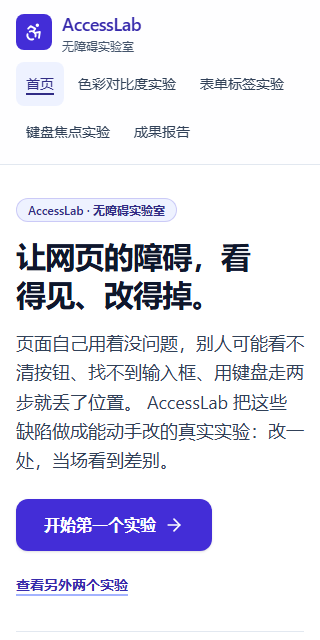 AccessLab
无障碍实验室
首页 色彩对比度实验 表单标签实验
键盘焦点实验 成果报告
AccessLab · 无障碍实验室
让网页的障碍，看
得见、改得掉。
页面自己用着没问题，别人可能看不
清按钮、找不到输入框、用键盘走两
步就丢了位置。 AccessLab 把这些
缺陷做成能动手改的真实实验：改一
处，当场看到差别。
开始第一个实验 →
查看另外两个实验